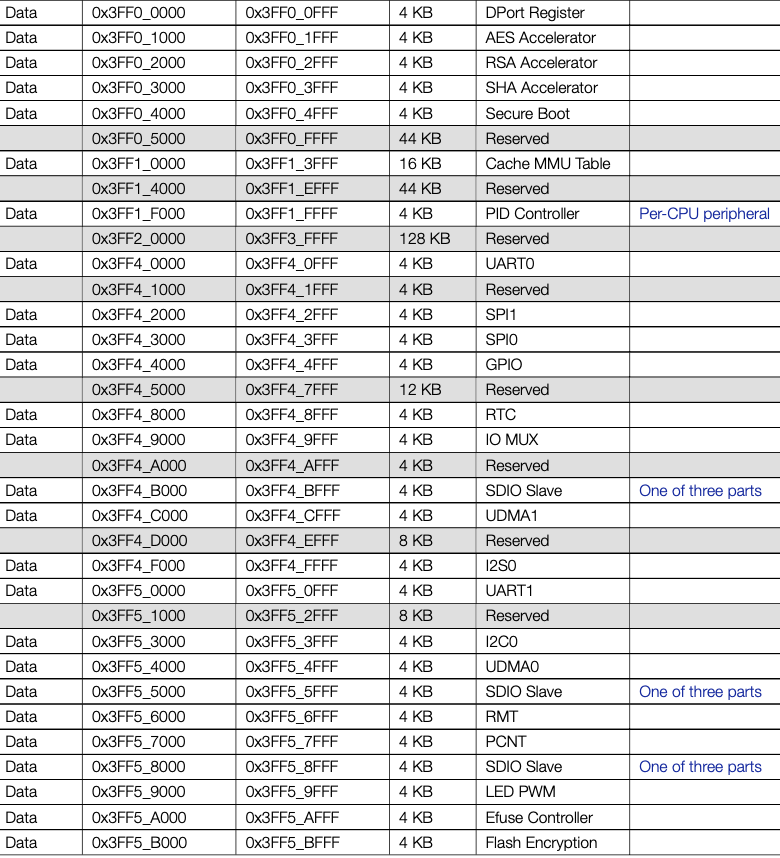 Data 0x3FF0_0000 0x3FF0_0FFF 4 KB DPort Register
Data 0x3FF0_1000 0x3FF0_1FFF 4 KB AES Accelerator
Data 0x3FF0_2000 0x3FF0_2FFF 4 KB RSA Accelerator
Data 0x3FF0_3000 0x3FF0_3FFF 4 KB SHA Accelerator
Data 0x3FF0_4000 0x3FF0_4FFF 4 KB Secure Boot
0x3FF0_5000 0x3FF0_FFFF 44 KB Reserved
Data 0x3FF1_0000 0x3FF1_3FFF 16 KB Cache MMU Table
0x3FF1_4000 0x3FF1_EFFF 44 KB Reserved
Data 0x3FF1_F000 0x3FF1_FFFF 4 KB PID Controller Per-CPU peripheral
0x3FF2_0000 0x3FF3_FFFF 128 KB Reserved
Data 0x3FF4_0000 0x3FF4_0FFF 4 KB UART0
0x3FF4_1000 0x3FF4_1FFF 4 KB Reserved
Data 0x3FF4_2000 0x3FF4_2FFF 4 KB SPI1
Data 0x3FF4_3000 0x3FF4_3FFF 4 KB SPI0
Data 0x3FF4_4000 0x3FF4_4FFF 4 KB GPIO
0x3FF4_5000 0x3FF4_7FFF 12 KB Reserved
Data 0x3FF4_8000 0x3FF4_8FFF 4 KB RTC
Data 0x3FF4_9000 0x3FF4_9FFF 4 KB IO MUX
0x3FF4_A000 0x3FF4_AFFF 4 KB Reserved
Data 0x3FF4_B000 0x3FF4_BFFF 4 KB SDIO Slave One of three parts
Data 0x3FF4_C000 0x3FF4_CFFF 4 KB UDMA1
0x3FF4_D000 0x3FF4_EFFF 8 KB Reserved
Data 0x3FF4_F000 0x3FF4_FFFF 4 KB I2S0
Data 0x3FF5_0000 0x3FF5_0FFF 4 KB UART1
0x3FF5_1000 0x3FF5_2FFF 8 KB Reserved
Data 0x3FF5_3000 0x3FF5_3FFF 4 KB I2C0
Data 0x3FF5_4000 0x3FF5_4FFF 4 KB UDMA0
Data 0x3FF5_5000 0x3FF5_5FFF 4 KB SDIO Slave One of three parts
Data 0x3FF5_6000 0x3FF5_6FFF 4 KB RMT
Data 0x3FF5_7000 0x3FF5_7FFF 4 KB PCNT
Data 0x3FF5_8000 0x3FF5_8FFF 4 KB SDIO Slave One of three parts
Data 0x3FF5_9000 0x3FF5_9FFF 4 KB LED PWM
Data 0x3FF5_A000 0x3FF5_AFFF 4 KB Efuse Controller
Data 0x3FF5_B000 0x3FF5_BFFF 4 KB Flash Encryption